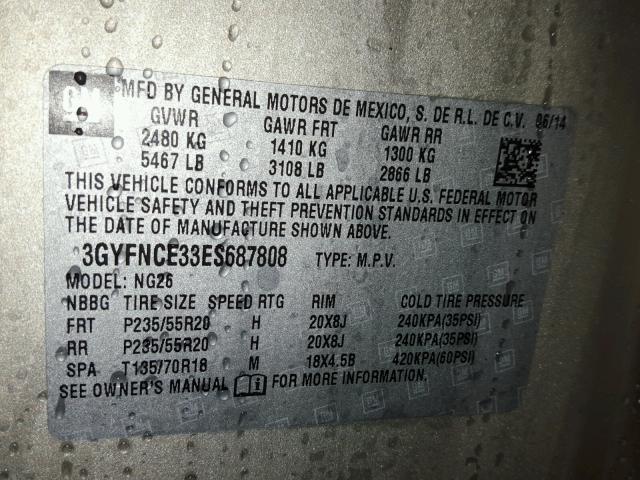 GM MFD BY GENERAL MOTORS DE MEXICO, S. DE R.L. DE C.V. 06/14
GVWR GAWR FRT GAWR RR
2480 KG 1410 KG 1300 KG
5467 LB 3108 LB 2866 LB
THIS VEHICLE CONFORMS TO ALL APPLICABLE U.S. FEDERAL MOTOR
VEHICLE SAFETY AND THEFT PREVENTION STANDARDS IN EFFECT ON
THE DATE OF MANUFACTURE SHOWN ABOVE.
3GYFNCE33ES687808 TYPE: M.P.V.
MODEL: NG26
NBBG TIRE SIZE SPEED RTG RIM COLD TIRE PRESSURE
FRT P235/55R20 H 20X8J 240KPA(35PSI)
RR P235/55R20 H 20X8J 240KPA(35PSI)
SPA T135/70R18 M 18X4.5B 420KPA(60PSI)
SEE OWNER'S MANUAL FOR MORE INFORMATION.